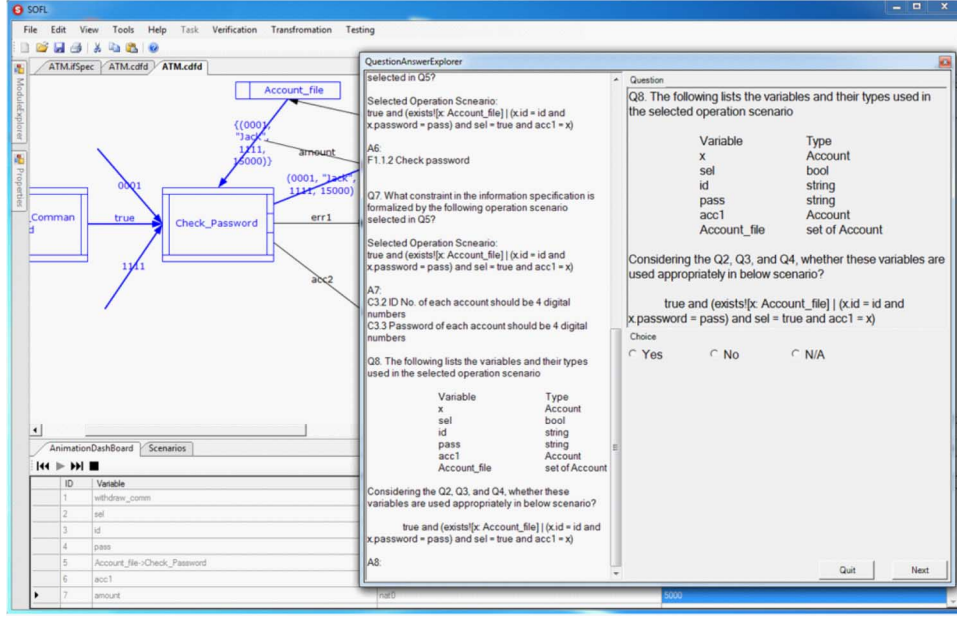 SOFL
File Edit View Tools Help Task Verification Transfromation Testing
ModuleExplorer
Properties
ATM.ifSpec ATM.cdfd ATM.cdfd
Account_file
{{0001,
"Jack",
1111,
15000)}
amount
(0001, "Jack",
1111, 15000)
0001
_Comman
d
true
Check_Password
err1
1111
acc2
AnimationDashBoard Scenarios
ID Variable
1 withdraw_comm
2 sel
3 id
4 pass
5 Account_file->Check_Password
6 acc1
7 amount nat0 5000
QuestionAnswerExplorer
selected in Q5?
Selected Operation Scneario:
true and (exists![x: Account_file] | (x.id = id and
x.password = pass) and sel = true and acc1 = x)
A6:
F1.1.2 Check password
Q7. What constraint in the information specification is
formalized by the following operation scenario
selected in Q5?
Selected Operation Scneario:
true and (exists![x: Account_file] | (x.id = id and
x.password = pass) and sel = true and acc1 = x)
A7:
C3.2 ID No. of each account should be 4 digital
numbers
C3.3 Password of each account should be 4 digital
numbers
Q8. The following lists the variables and their types
used in the selected operation scenario
Variable Type
x Account
sel bool
id string
pass string
acc1 Account
Account_file set of Account
Considering the Q2, Q3, and Q4, whether these
variables are used appropriately in below scenario?
true and (exists![x: Account_file] | (x.id = id and
x.password = pass) and sel = true and acc1 = x)
A8:
Question
Q8. The following lists the variables and their types used in
the selected operation scenario
Variable Type
x Account
sel bool
id string
pass string
acc1 Account
Account_file set of Account
Considering the Q2, Q3, and Q4, whether these variables are
used appropriately in below scenario?
true and (exists![x: Account_file] | (x.id = id and
x.password = pass) and sel = true and acc1 = x)
Choice
Yes No N/A
Quit Next